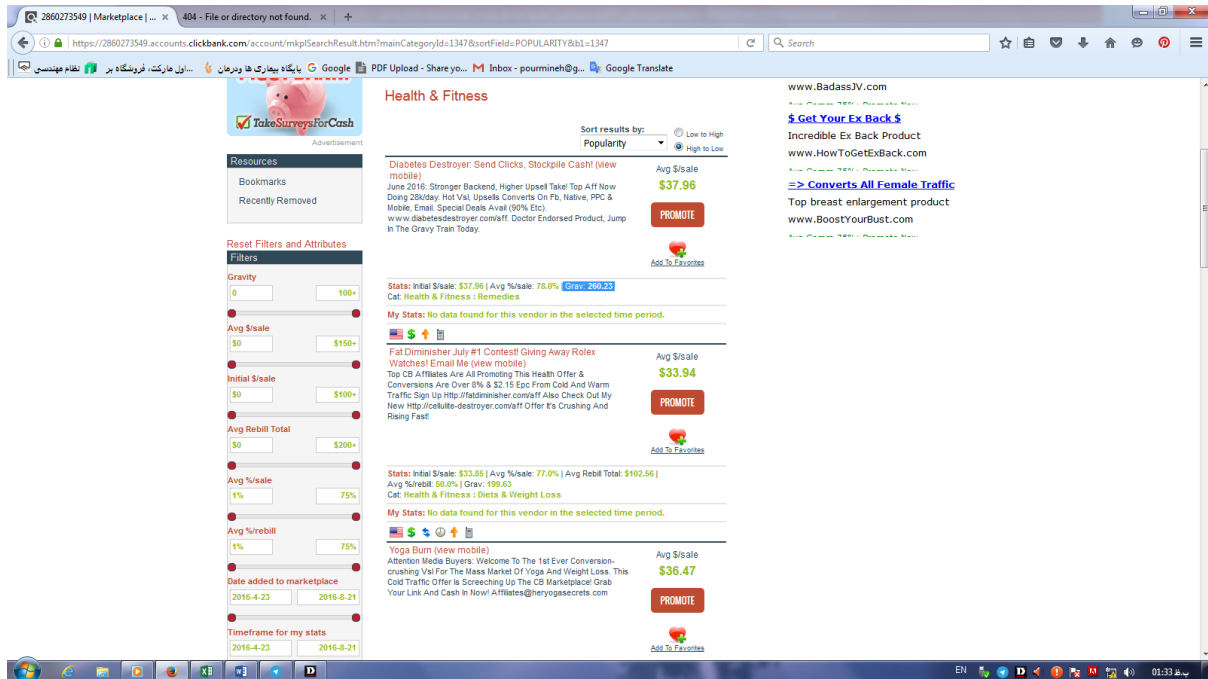 2860273549 | Marketplace | ... ×
404 - File or directory not found. × +
https://2860273549.accounts.clickbank.com/account/mkplSearchResult.htm?mainCategoryId=1347&sortField=POPULARITY&b1=1347
Search
نظام مهندسی
اول هارکت، فروشگاه بر...
پایگاه بیماری ها ودرمان
Google
PDF Upload - Share yo...
Inbox - pourmineh@g...
Google Translate
TakeSurveysForCash
Advertisement
Resources
Bookmarks
Recently Removed
Reset Filters and Attributes
Filters
Gravity
0 100+
Avg $/sale
$0 $150+
Initial $/sale
$0 $100+
Avg Rebill Total
$0 $200+
Avg %/sale
1% 75%
Avg %/rebill
1% 75%
Date added to marketplace
2016-4-23 2016-8-21
Timeframe for my stats
2016-4-23 2016-8-21
Health & Fitness
Sort results by:
Popularity
Low to High
High to Low
Diabetes Destroyer: Send Clicks, Stockpile Cash! (view
mobile)
June 2016: Stronger Backend, Higher Upsell Take! Top Aff Now
Doing 28k/day. Hot Vsl, Upsells Converts On Fb, Native, PPC &
Mobile, Email. Special Deals Avail (90% Etc).
www.diabetesdestroyer.com/aff. Doctor Endorsed Product, Jump
In The Gravy Train Today.
Avg $/sale
$37.96
PROMOTE
Add To Favorites
Stats: Initial $/sale: $37.96 | Avg %/sale: 78.0% | Grav: 260.23
Cat: Health & Fitness : Remedies
My Stats: No data found for this vendor in the selected time period.
Fat Diminisher July #1 Contest! Giving Away Rolex
Watches! Email Me (view mobile)
Top CB Affiliates Are All Promoting This Health Offer &
Conversions Are Over 8% & $2.15 Epc From Cold And Warm
Traffic Sign Up Http://fatdiminisher.com/aff Also Check Out My
New Http://cellulite-destroyer.com/aff Offer It's Crushing And
Rising Fast!
Avg $/sale
$33.94
PROMOTE
Add To Favorites
Stats: Initial $/sale: $33.85 | Avg %/sale: 77.0% | Avg Rebill Total: $102.56 |
Avg %/rebill: 50.0% | Grav: 199.63
Cat: Health & Fitness : Diets & Weight Loss
My Stats: No data found for this vendor in the selected time period.
Yoga Burn (view mobile)
Attention Media Buyers: Welcome To The 1st Ever Conversion-
crushing Vsl For The Mass Market Of Yoga And Weight Loss. This
Cold Traffic Offer Is Screeching Up The CB Marketplace! Grab
Your Link And Cash In Now! Affiliates@heryogasecrets.com
Avg $/sale
$36.47
PROMOTE
Add To Favorites
www.BadassJV.com
$ Get Your Ex Back $
Incredible Ex Back Product
www.HowToGetExBack.com
=> Converts All Female Traffic
Top breast enlargement product
www.BoostYourBust.com
EN
01:33 ب.ظ